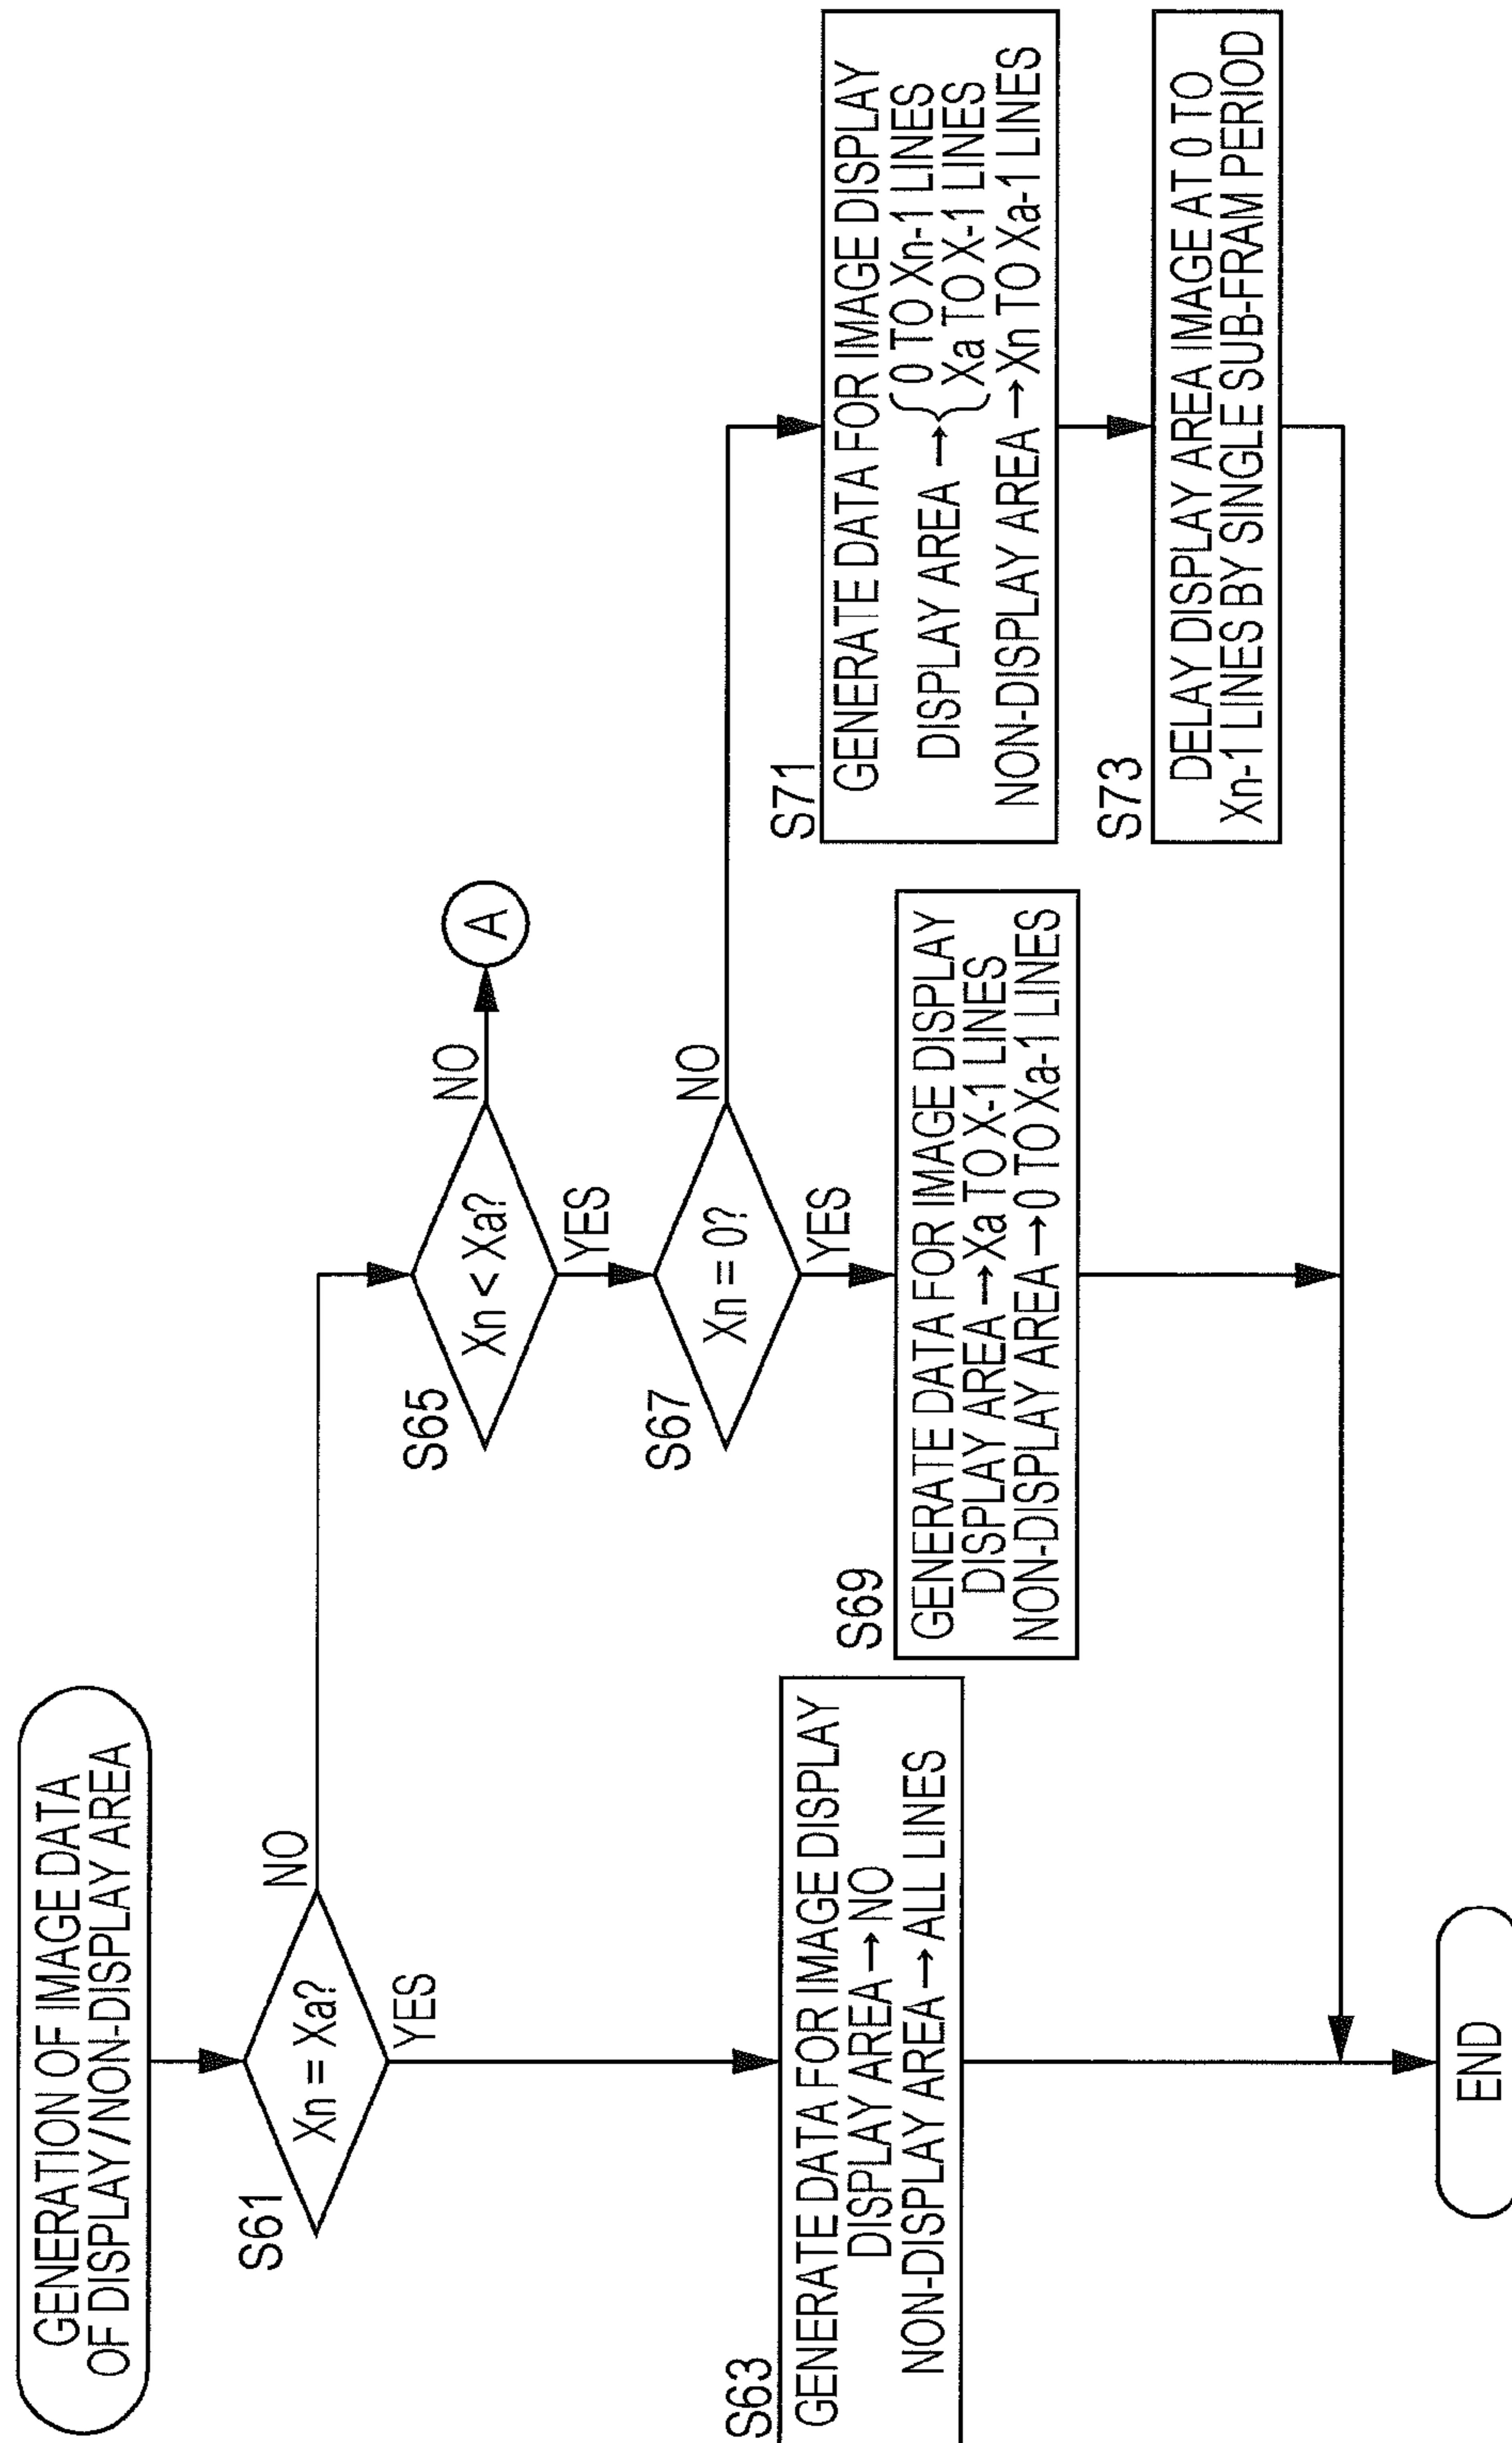 GENERATION OF IMAGE DATA
OF DISPLAY/NON-DISPLAY AREA
S61
Xn = Xa?
NO
YES
S63
GENERATE DATA FOR IMAGE DISPLAY
DISPLAY AREA → NO
NON-DISPLAY AREA → ALL LINES
S65
Xn < Xa?
NO
A
YES
S67
Xn = 0?
NO
YES
S69
GENERATE DATA FOR IMAGE DISPLAY
DISPLAY AREA → Xa TO X-1 LINES
NON-DISPLAY AREA → 0 TO Xa-1 LINES
S71
GENERATE DATA FOR IMAGE DISPLAY
0 TO Xn-1 LINES
DISPLAY AREA → {
Xa TO X-1 LINES
NON-DISPLAY AREA → Xn TO Xa-1 LINES
S73
DELAY DISPLAY AREA IMAGE AT 0 TO
Xn-1 LINES BY SINGLE SUB-FRAM PERIOD
END